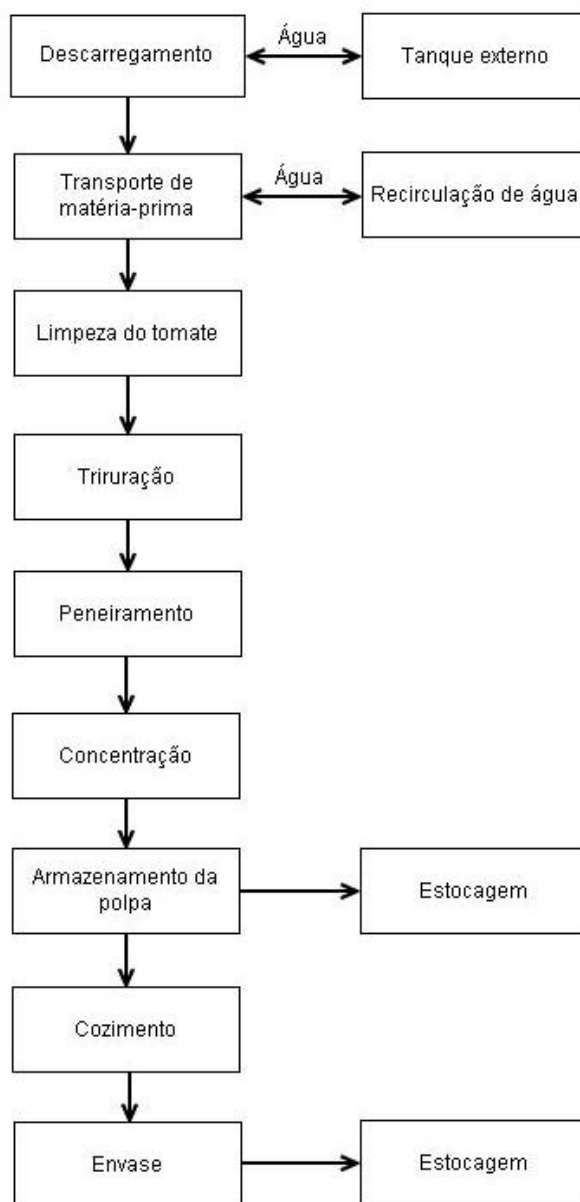 Descarregamento
Água
Tanque externo
Transporte de
matéria-prima
Água
Recirculação de água
Limpeza do tomate
Triruração
Peneiramento
Concentração
Armazenamento da
polpa
Estocagem
Cozimento
Envase
Estocagem